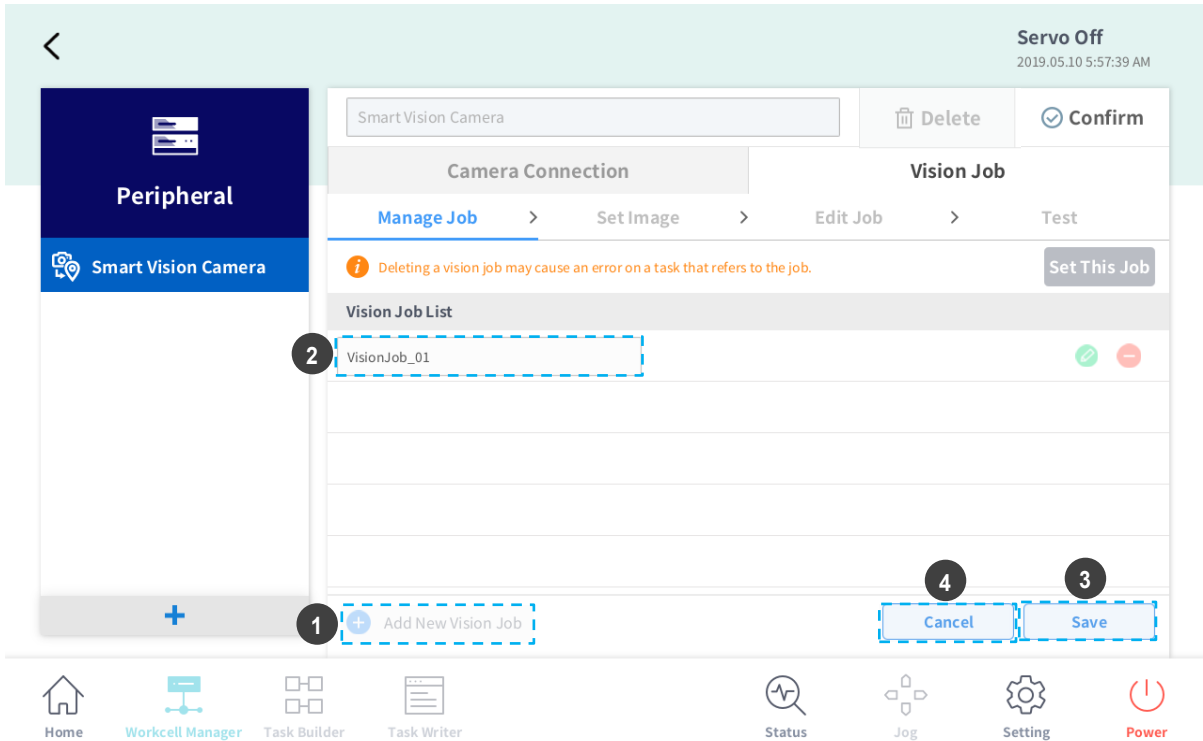 Servo Off
2019.05.10 5:57:39 AM
Peripheral
Smart Vision Camera
Smart Vision Camera
Delete
Confirm
Camera Connection
Vision Job
Manage Job > Set Image > Edit Job > Test
i Deleting a vision job may cause an error on a task that refers to the job.
Set This Job
Vision Job List
2
VisionJob_01
4
3
1
Add New Vision Job
Cancel
Save
Home
Workcell Manager
Task Builder
Task Writer
Status
Jog
Setting
Power